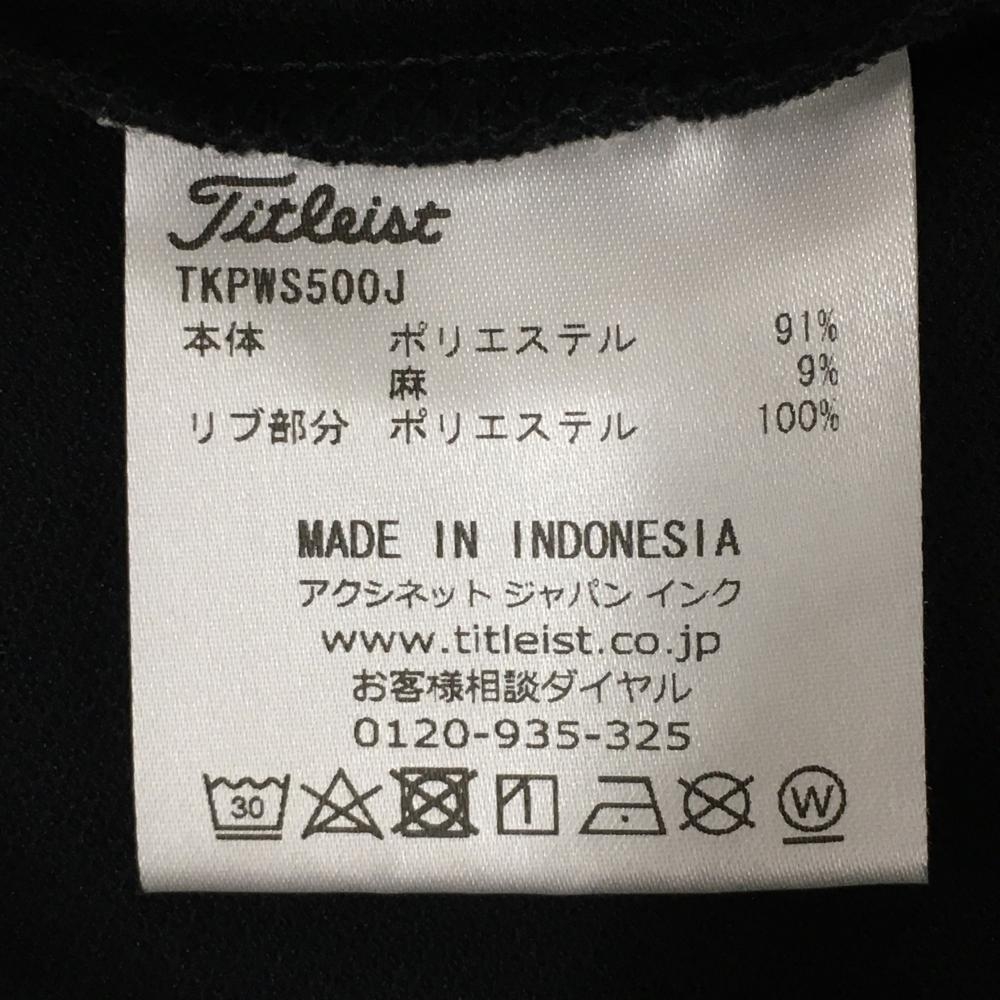 Titleist
TKPWS500J
本体 ポリエステル 91%
麻 9%
リブ部分 ポリエステル 100%
MADE IN INDONESIA
アクシネット ジャパン インク
www.titleist.co.jp
お客様相談ダイヤル
0120-935-325
30 W